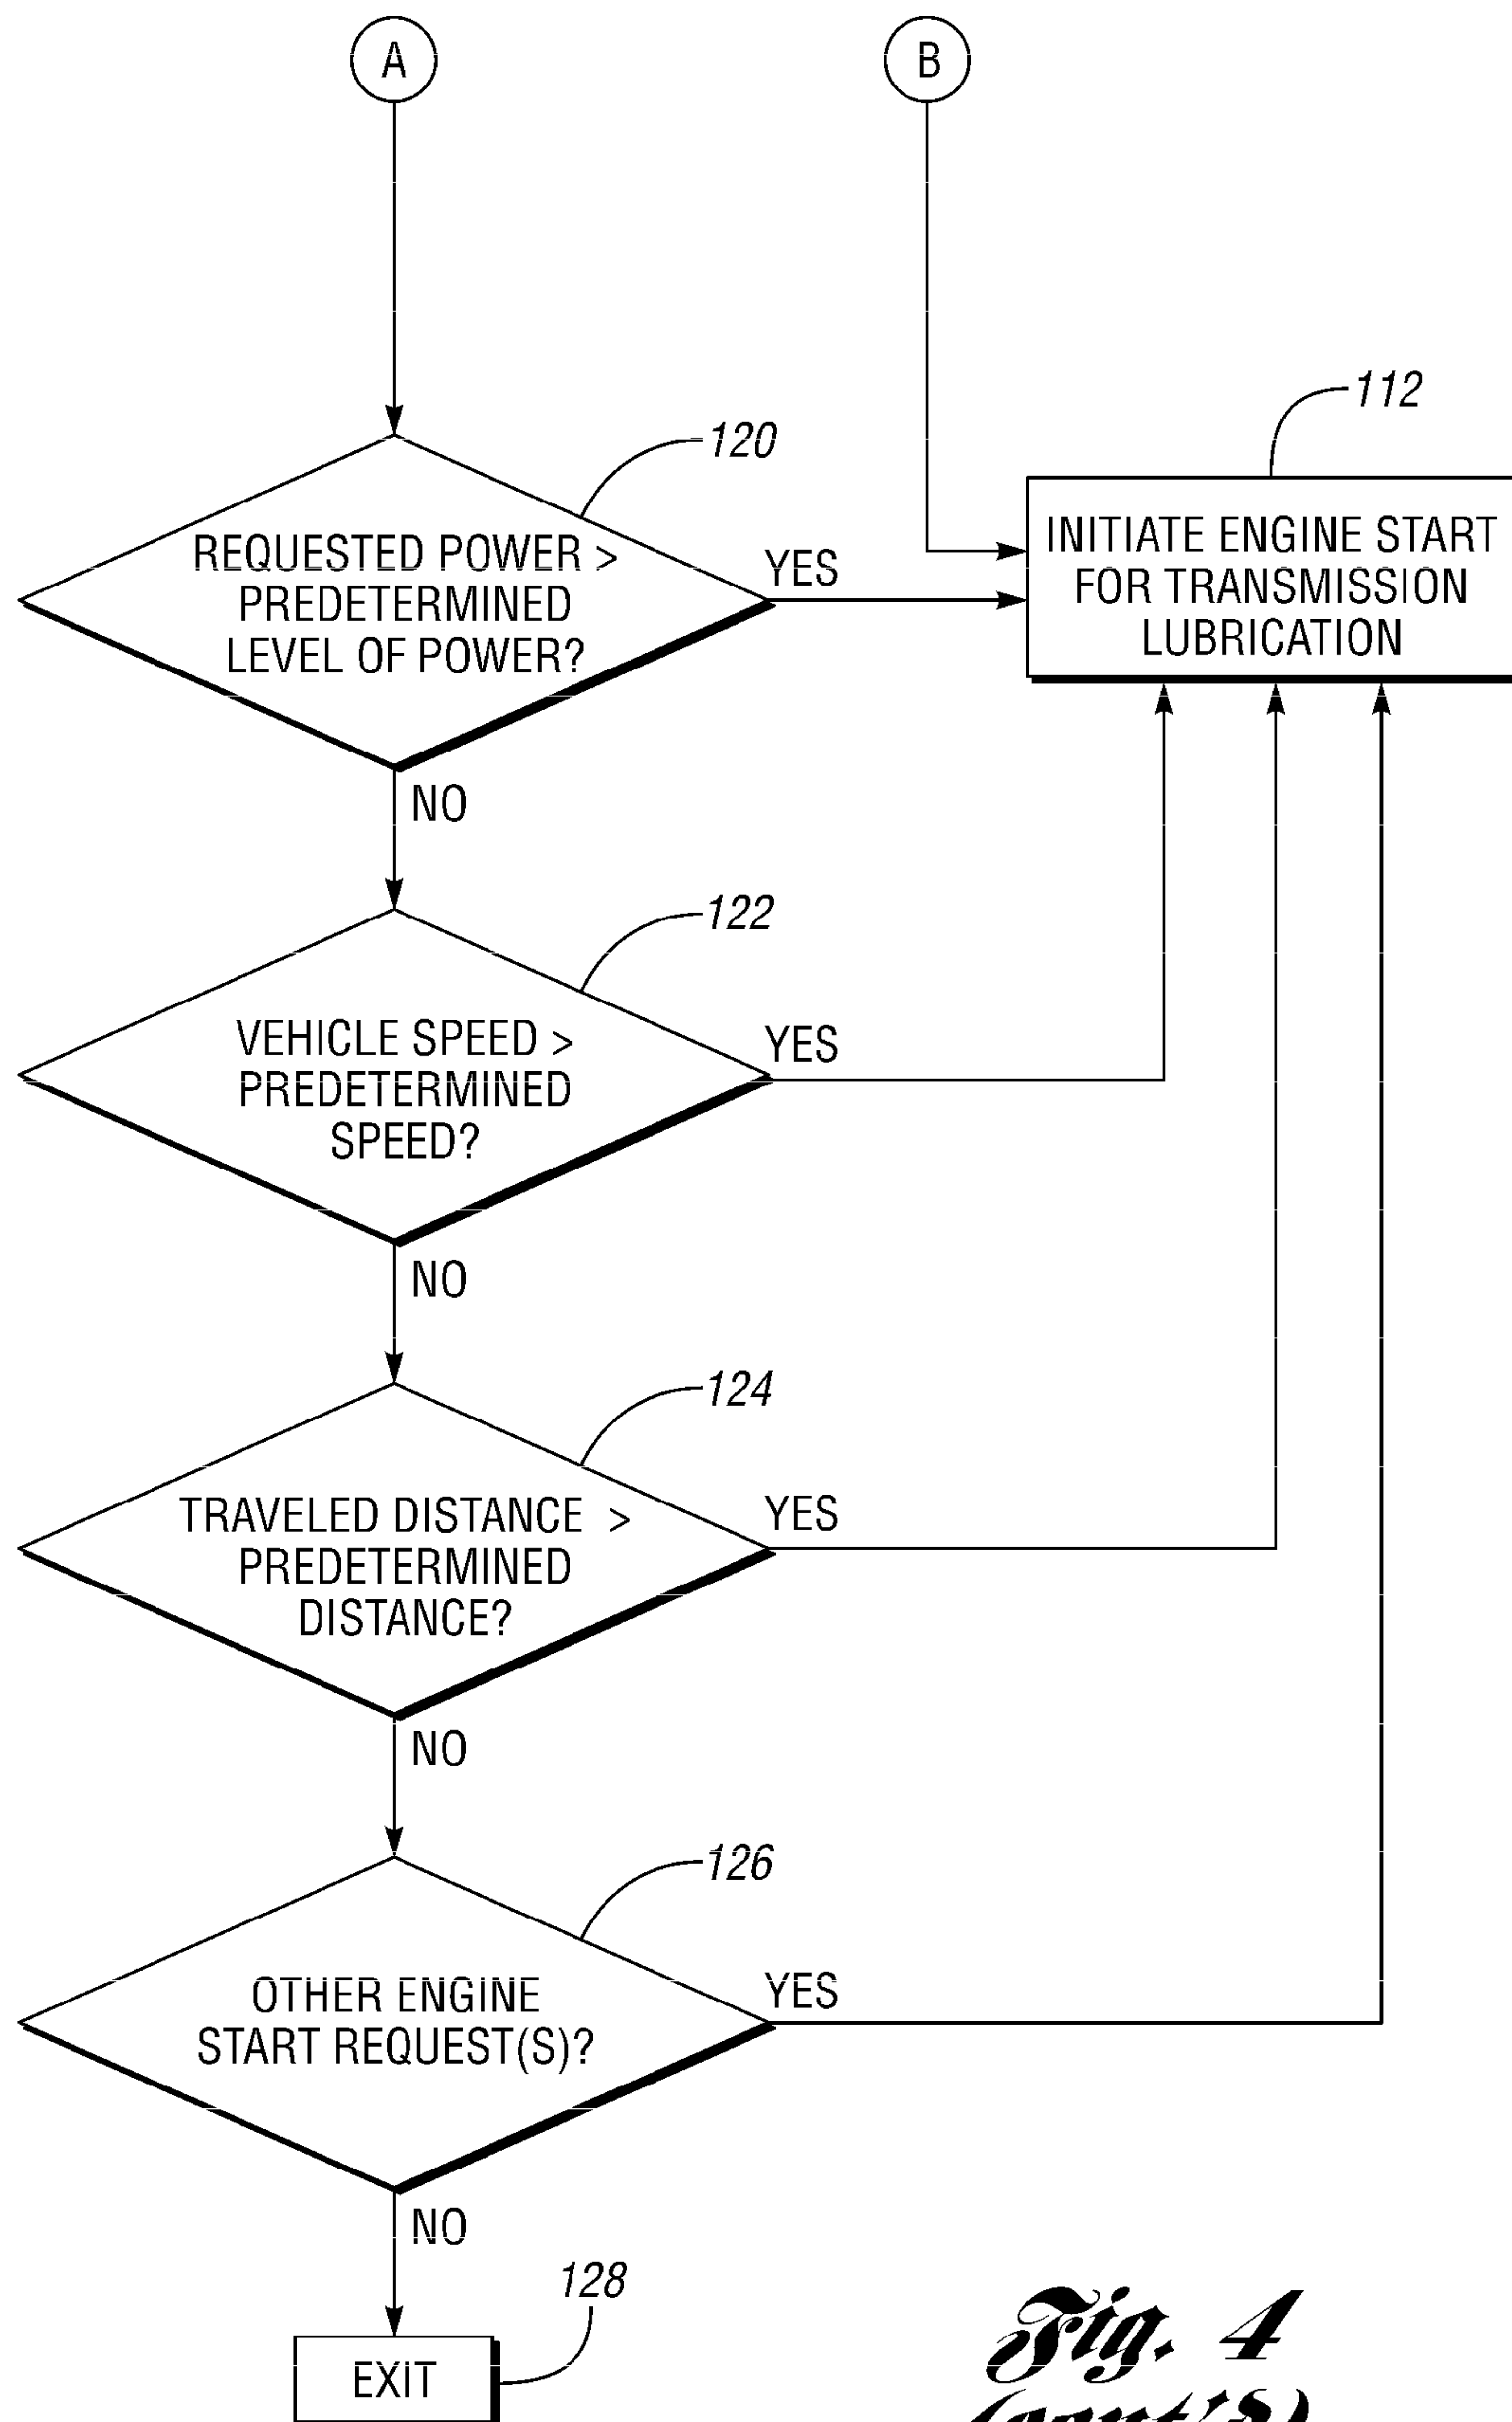 A
B
112
120
REQUESTED POWER >
PREDETERMINED
LEVEL OF POWER?
YES
INITIATE ENGINE START
FOR TRANSMISSION
LUBRICATION
NO
122
VEHICLE SPEED >
PREDETERMINED
SPEED?
YES
NO
124
TRAVELED DISTANCE >
PREDETERMINED
DISTANCE?
YES
NO
126
OTHER ENGINE
START REQUEST(S)?
YES
NO
128
EXIT
Fig. 4
(cont'd)